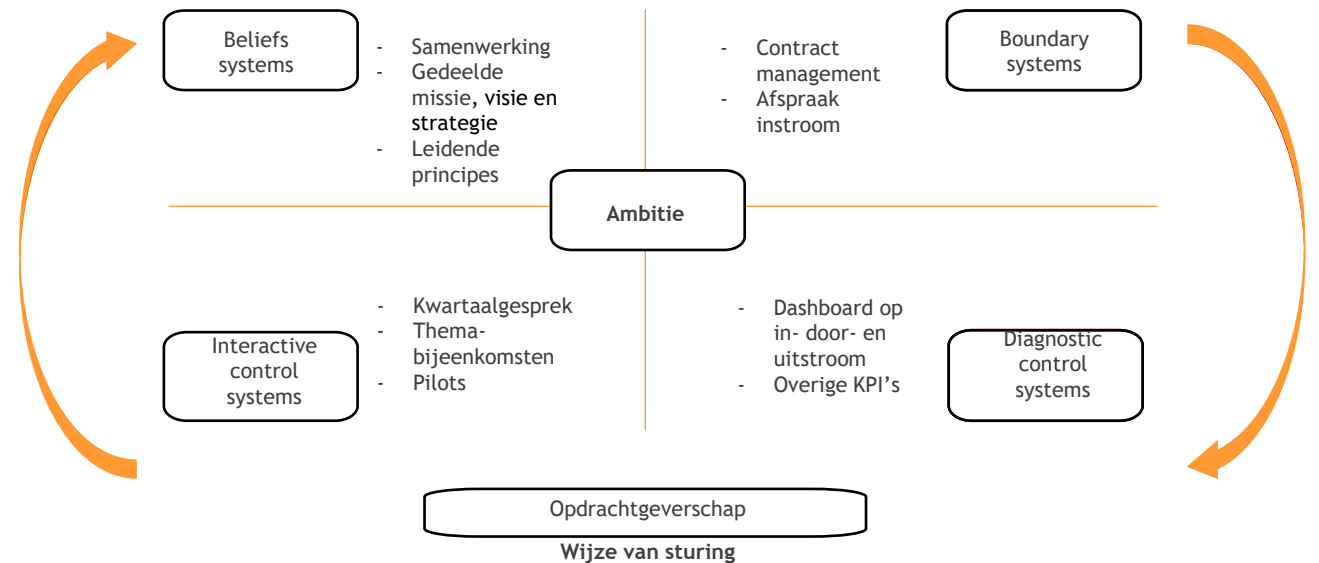 Beliefs
systems
- Samenwerking
- Gedeelde
missie, visie en
strategie
- Leidende
principes
- Contract
management
- Afspraak
instroom
Boundary
systems
Ambitie
Interactive
control
systems
- Kwartaalgesprek
- Thema-
bijeenkomsten
- Pilots
- Dashboard op
in- door- en
uitstroom
- Overige KPI’s
Diagnostic
control
systems
Opdrachtgeverschap
Wijze van sturing